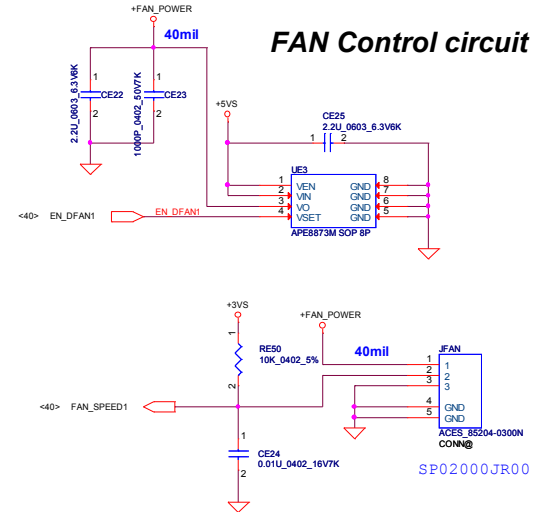 +FAN_POWER
40mil
FAN Control circuit
1
CE22
2
2.2U_0603_6.3V6K
1
CE23
2
1000P_0402_50V7K
+5VS
CE25
2.2U_0603_6.3V6K
1 2
UE3
1 VEN GND 8
2 VIN GND 7
3 VO GND 6
4 VSET GND 5
APE8873M SOP 8P
<40> EN_DFAN1 EN_DFAN1
+3VS
+FAN_POWER
1
RE50
10K_0402_5%
2
40mil
JFAN
1 1
2 2
3 3
4 GND
5 GND
ACES_85204-0300N
CONN@
SP02000JR00
<40> FAN_SPEED1
1
CE24
0.01U_0402_16V7K
2